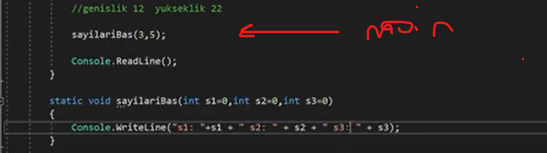 //genislik 12 yukseklik 22
sayilariBas(3,5);
Console.ReadLine();
}
static void sayilariBas(int s1=0,int s2=0,int s3=0)
{
Console.WriteLine("s1: "+s1 + " s2: " + s2 + " s3: " + s3);
}